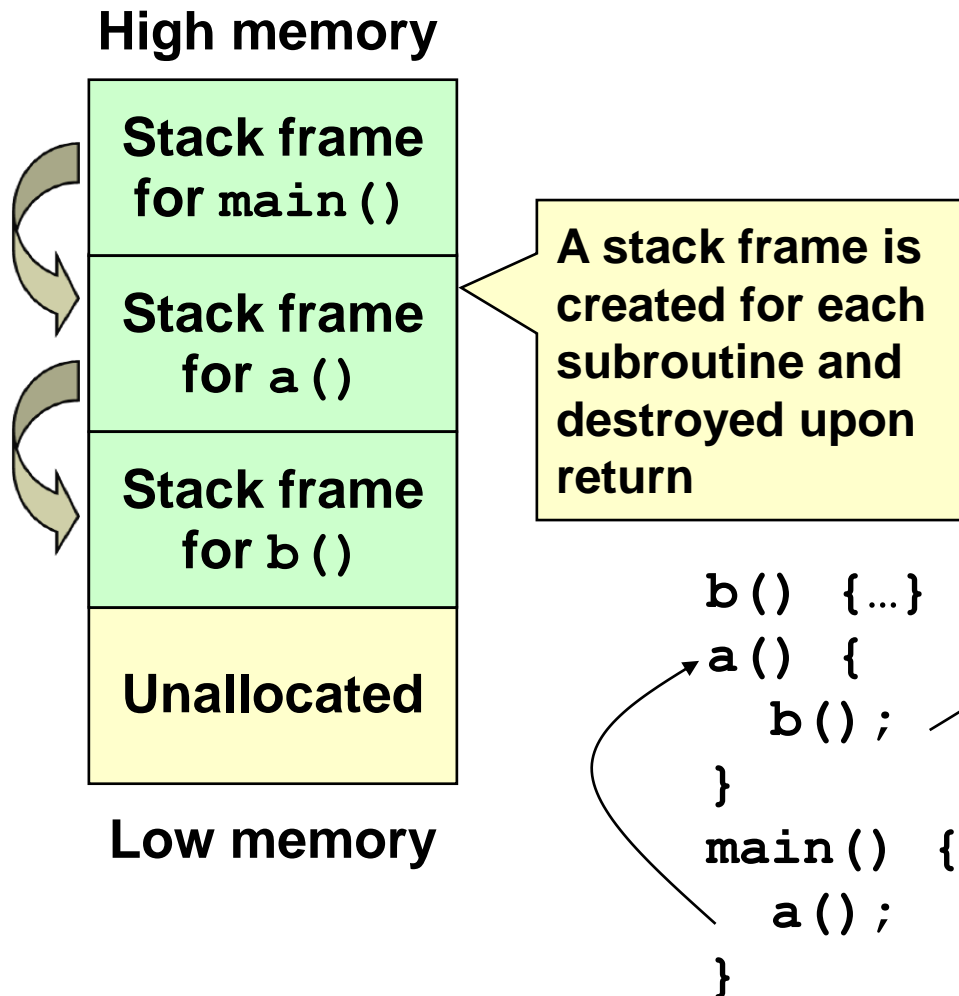 High memory
Stack frame
for main()
Stack frame
for a()
Stack frame
for b()
Unallocated
Low memory
A stack frame is
created for each
subroutine and
destroyed upon
return
b() {…}
a() {
b();
}
main() {
a();
}